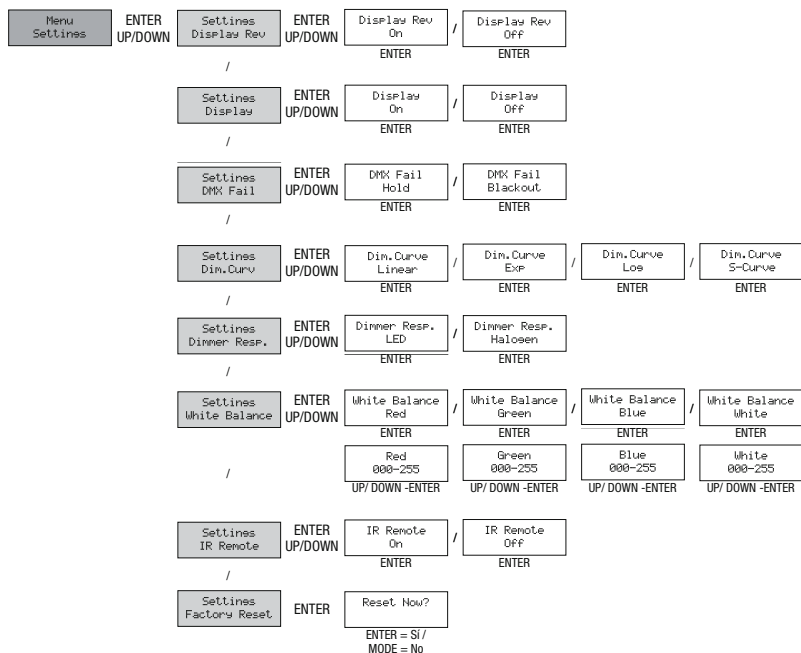 Menu
Settings
ENTER
UP/DOWN
Settings
Display Rev
ENTER
UP/DOWN
Display Rev
On
ENTER
/
Display Rev
Off
ENTER
/
Settings
Display
ENTER
UP/DOWN
Display
On
ENTER
/
Display
Off
ENTER
/
Settings
DMX Fail
ENTER
UP/DOWN
DMX Fail
Hold
ENTER
/
DMX Fail
Blackout
ENTER
/
Settings
Dim.Curv
ENTER
UP/DOWN
Dim.Curve
Linear
ENTER
/
Dim.Curve
Exp
ENTER
/
Dim.Curve
Log
ENTER
/
Dim.Curve
S-Curve
ENTER
/
Settings
Dimmer Resp.
ENTER
UP/DOWN
Dimmer Resp.
LED
ENTER
/
Dimmer Resp.
Halogen
ENTER
/
Settings
White Balance
ENTER
UP/DOWN
White Balance
Red
ENTER
/
White Balance
Green
ENTER
/
White Balance
Blue
ENTER
/
White Balance
White
ENTER
/
Red
000-255
UP/ DOWN -ENTER
Green
000-255
UP/ DOWN -ENTER
Blue
000-255
UP/ DOWN -ENTER
White
000-255
UP/ DOWN -ENTER
Settings
IR Remote
ENTER
UP/DOWN
IR Remote
On
ENTER
/
IR Remote
Off
ENTER
/
Settings
Factory Reset
ENTER
Reset Now?
ENTER = Sí /
MODE = No